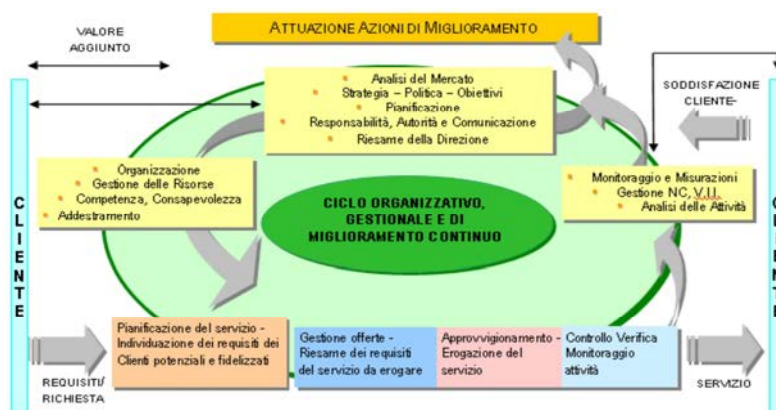 ATTUAZIONE AZIONI DI MIGLIORAMENTO
VALORE
AGGIUNTO
Analisi del Mercato
Strategia – Politica – Obiettivi
Pianificazione
Responsabilità, Autorità e Comunicazione
Riesame della Direzione
SODDISFAZIONE
CLIENTE-
Organizzazione
Gestione delle Risorse
Competenza, Consapevolezza
Addestramento
Monitoraggio e Misurazioni
Gestione NC, V.I.I.
Analisi delle Attività
CICLO ORGANIZZATIVO,
GESTIONALE E DI
MIGLIORAMENTO CONTINUO
CLIENTE
CLIENTE
Pianificazione del servizio -
Individuazione dei requisiti dei
Clienti potenziali e fidelizzati
Gestione offerte -
Riesame dei requisiti
del servizio da erogare
Approvvigionamento -
Erogazione del
servizio
Controllo Verifica
Monitoraggio
attività
REQUISITI/
RICHIESTA
SERVIZIO